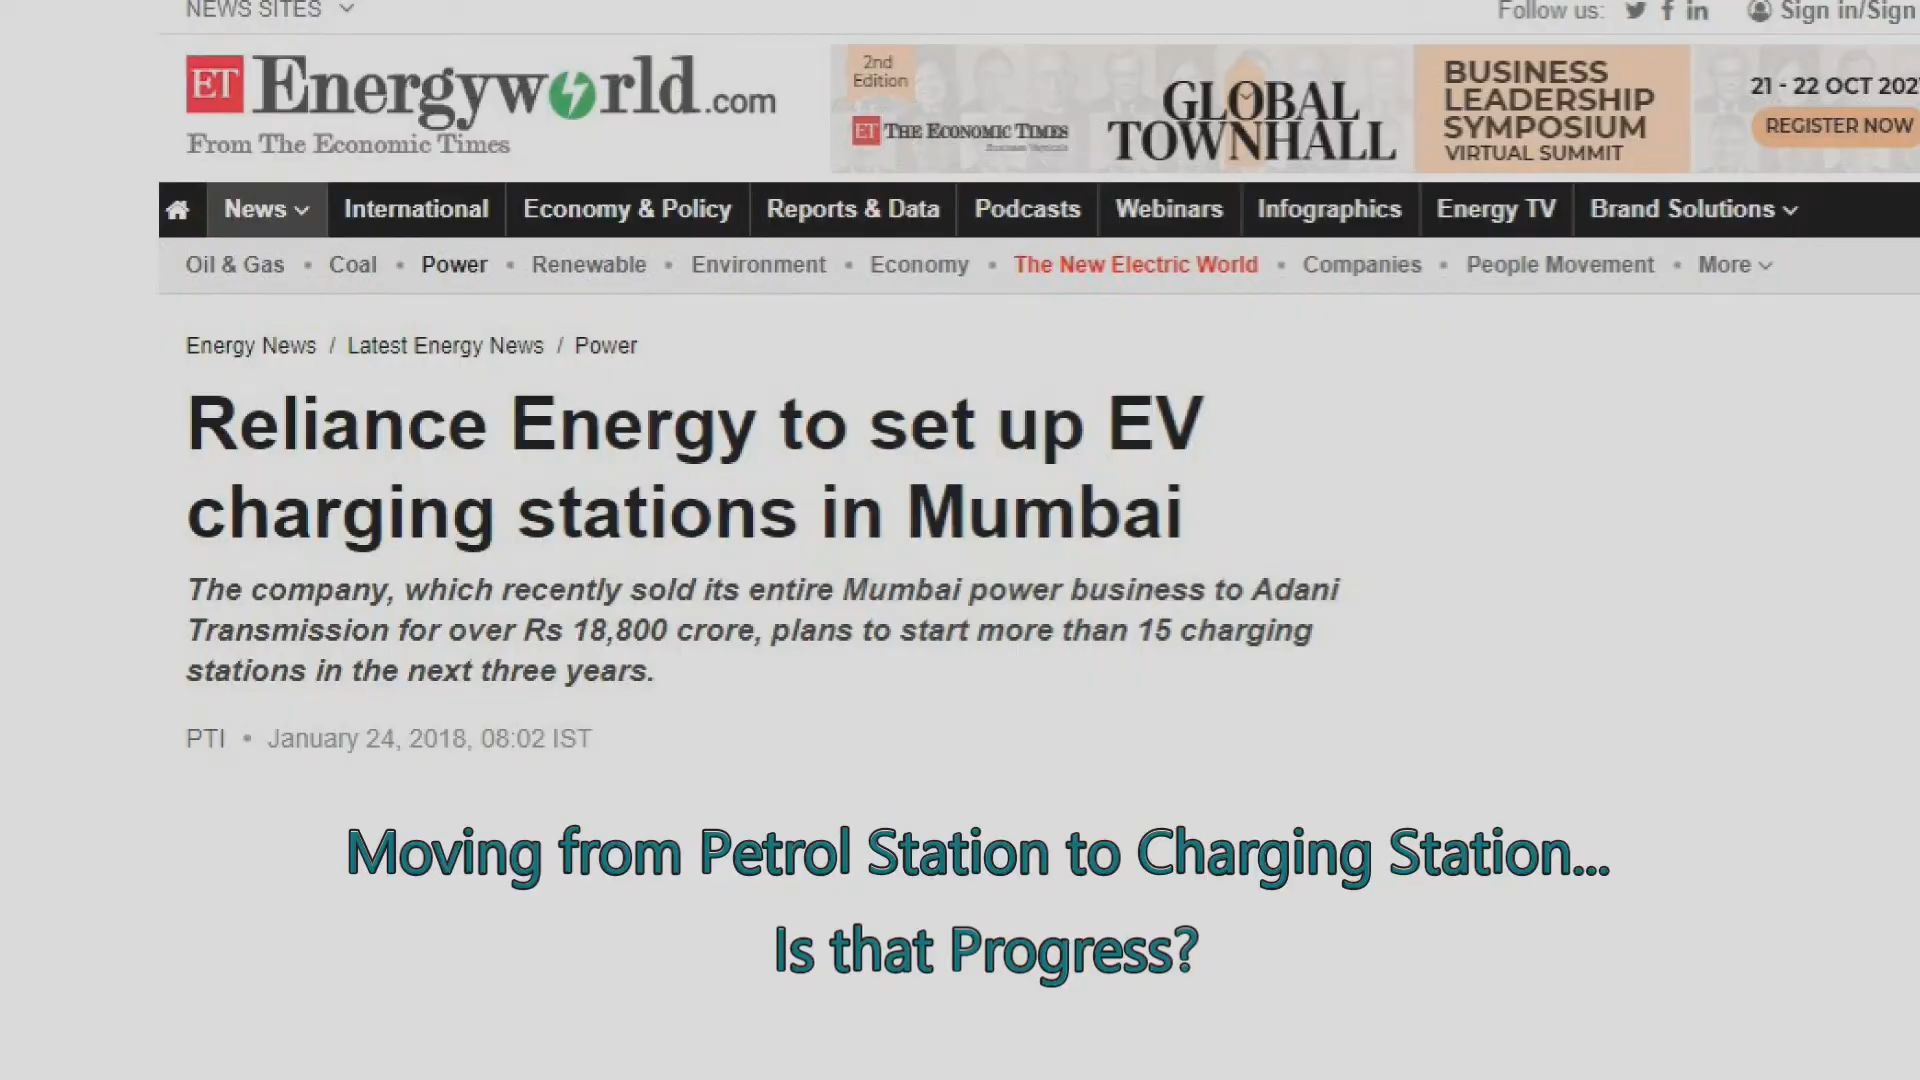 NEWS SITES
Follow us:
Sign in/Sign
ET Energyworld.com
From The Economic Times
2nd
Edition
ET THE ECONOMIC TIMES
GLOBAL
TOWNHALL
BUSINESS
LEADERSHIP
SYMPOSIUM
VIRTUAL SUMMIT
21 - 22 OCT 202
REGISTER NOW
News International Economy & Policy Reports & Data Podcasts Webinars Infographics Energy TV Brand Solutions
Oil & Gas • Coal • Power • Renewable • Environment • Economy • The New Electric World • Companies • People Movement • More
Energy News / Latest Energy News / Power
Reliance Energy to set up EV
charging stations in Mumbai
The company, which recently sold its entire Mumbai power business to Adani
Transmission for over Rs 18,800 crore, plans to start more than 15 charging
stations in the next three years.
PTI • January 24, 2018, 08:02 IST
Moving from Petrol Station to Charging Station...
Is that Progress?